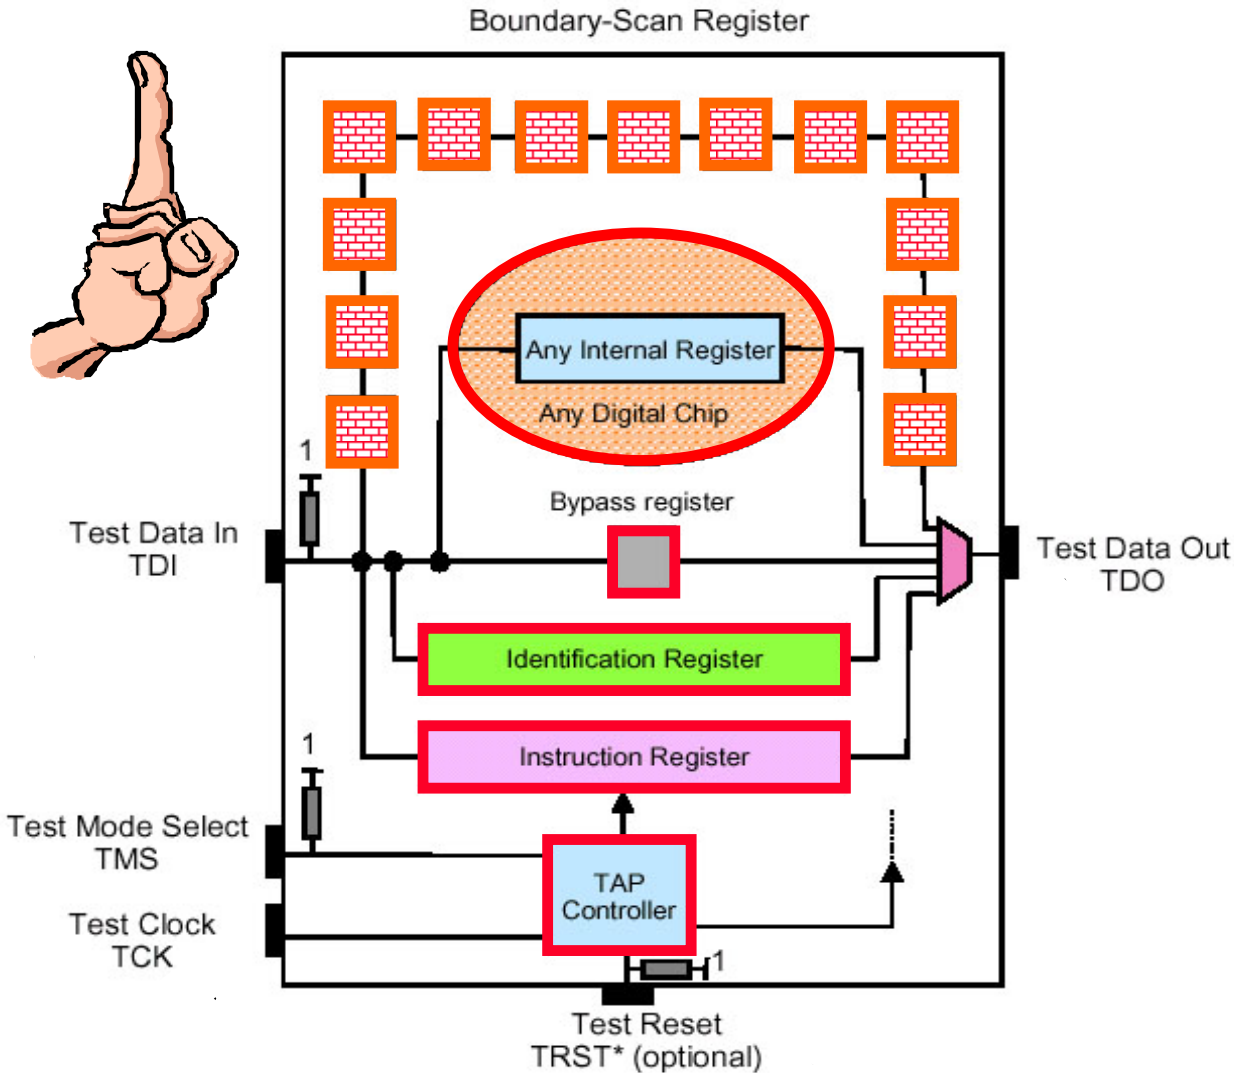 Boundary-Scan Register
Any Internal Register
Any Digital Chip
1
Bypass register
Test Data In
TDI
Test Data Out
TDO
Identification Register
1
Instruction Register
Test Mode Select
TMS
TAP
Controller
Test Clock
TCK
1
Test Reset
TRST* (optional)